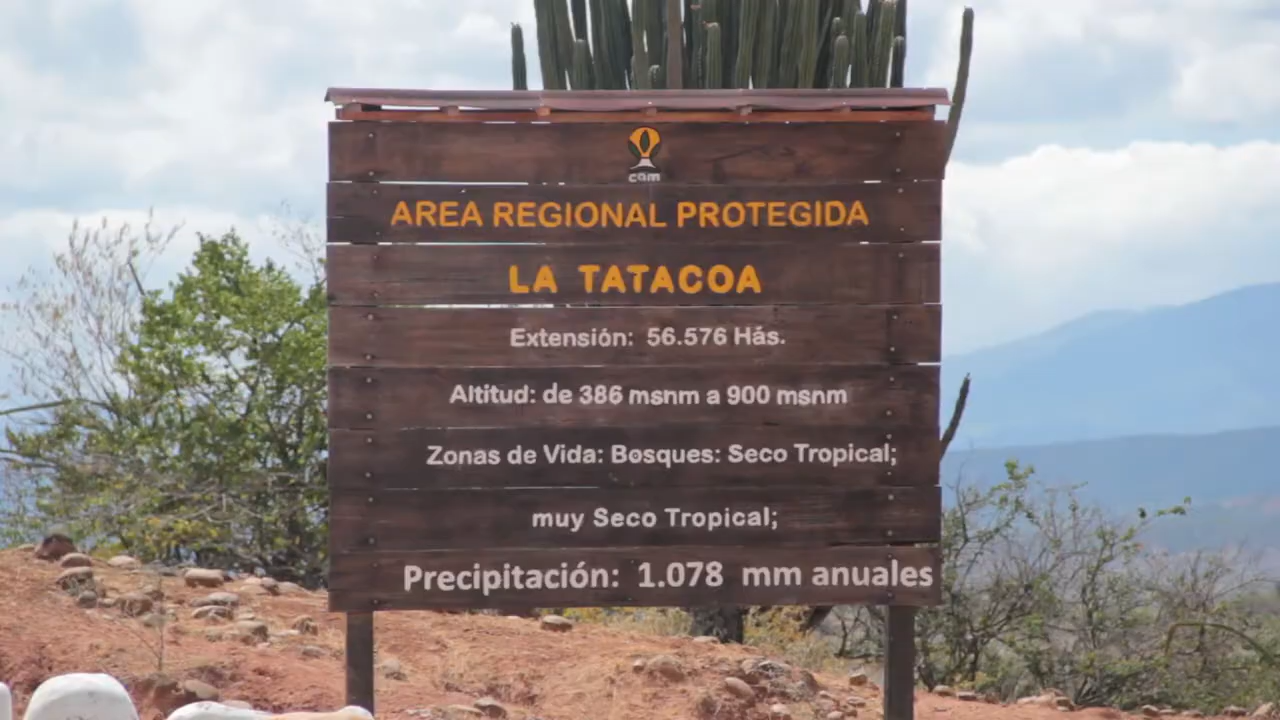 cam
AREA REGIONAL PROTEGIDA
LA TATACOA
Extensión: 56.576 Hás.
Altitud: de 386 msnm a 900 msnm
Zonas de Vida: Bosques: Seco Tropical;
muy Seco Tropical;
Precipitación: 1.078 mm anuales